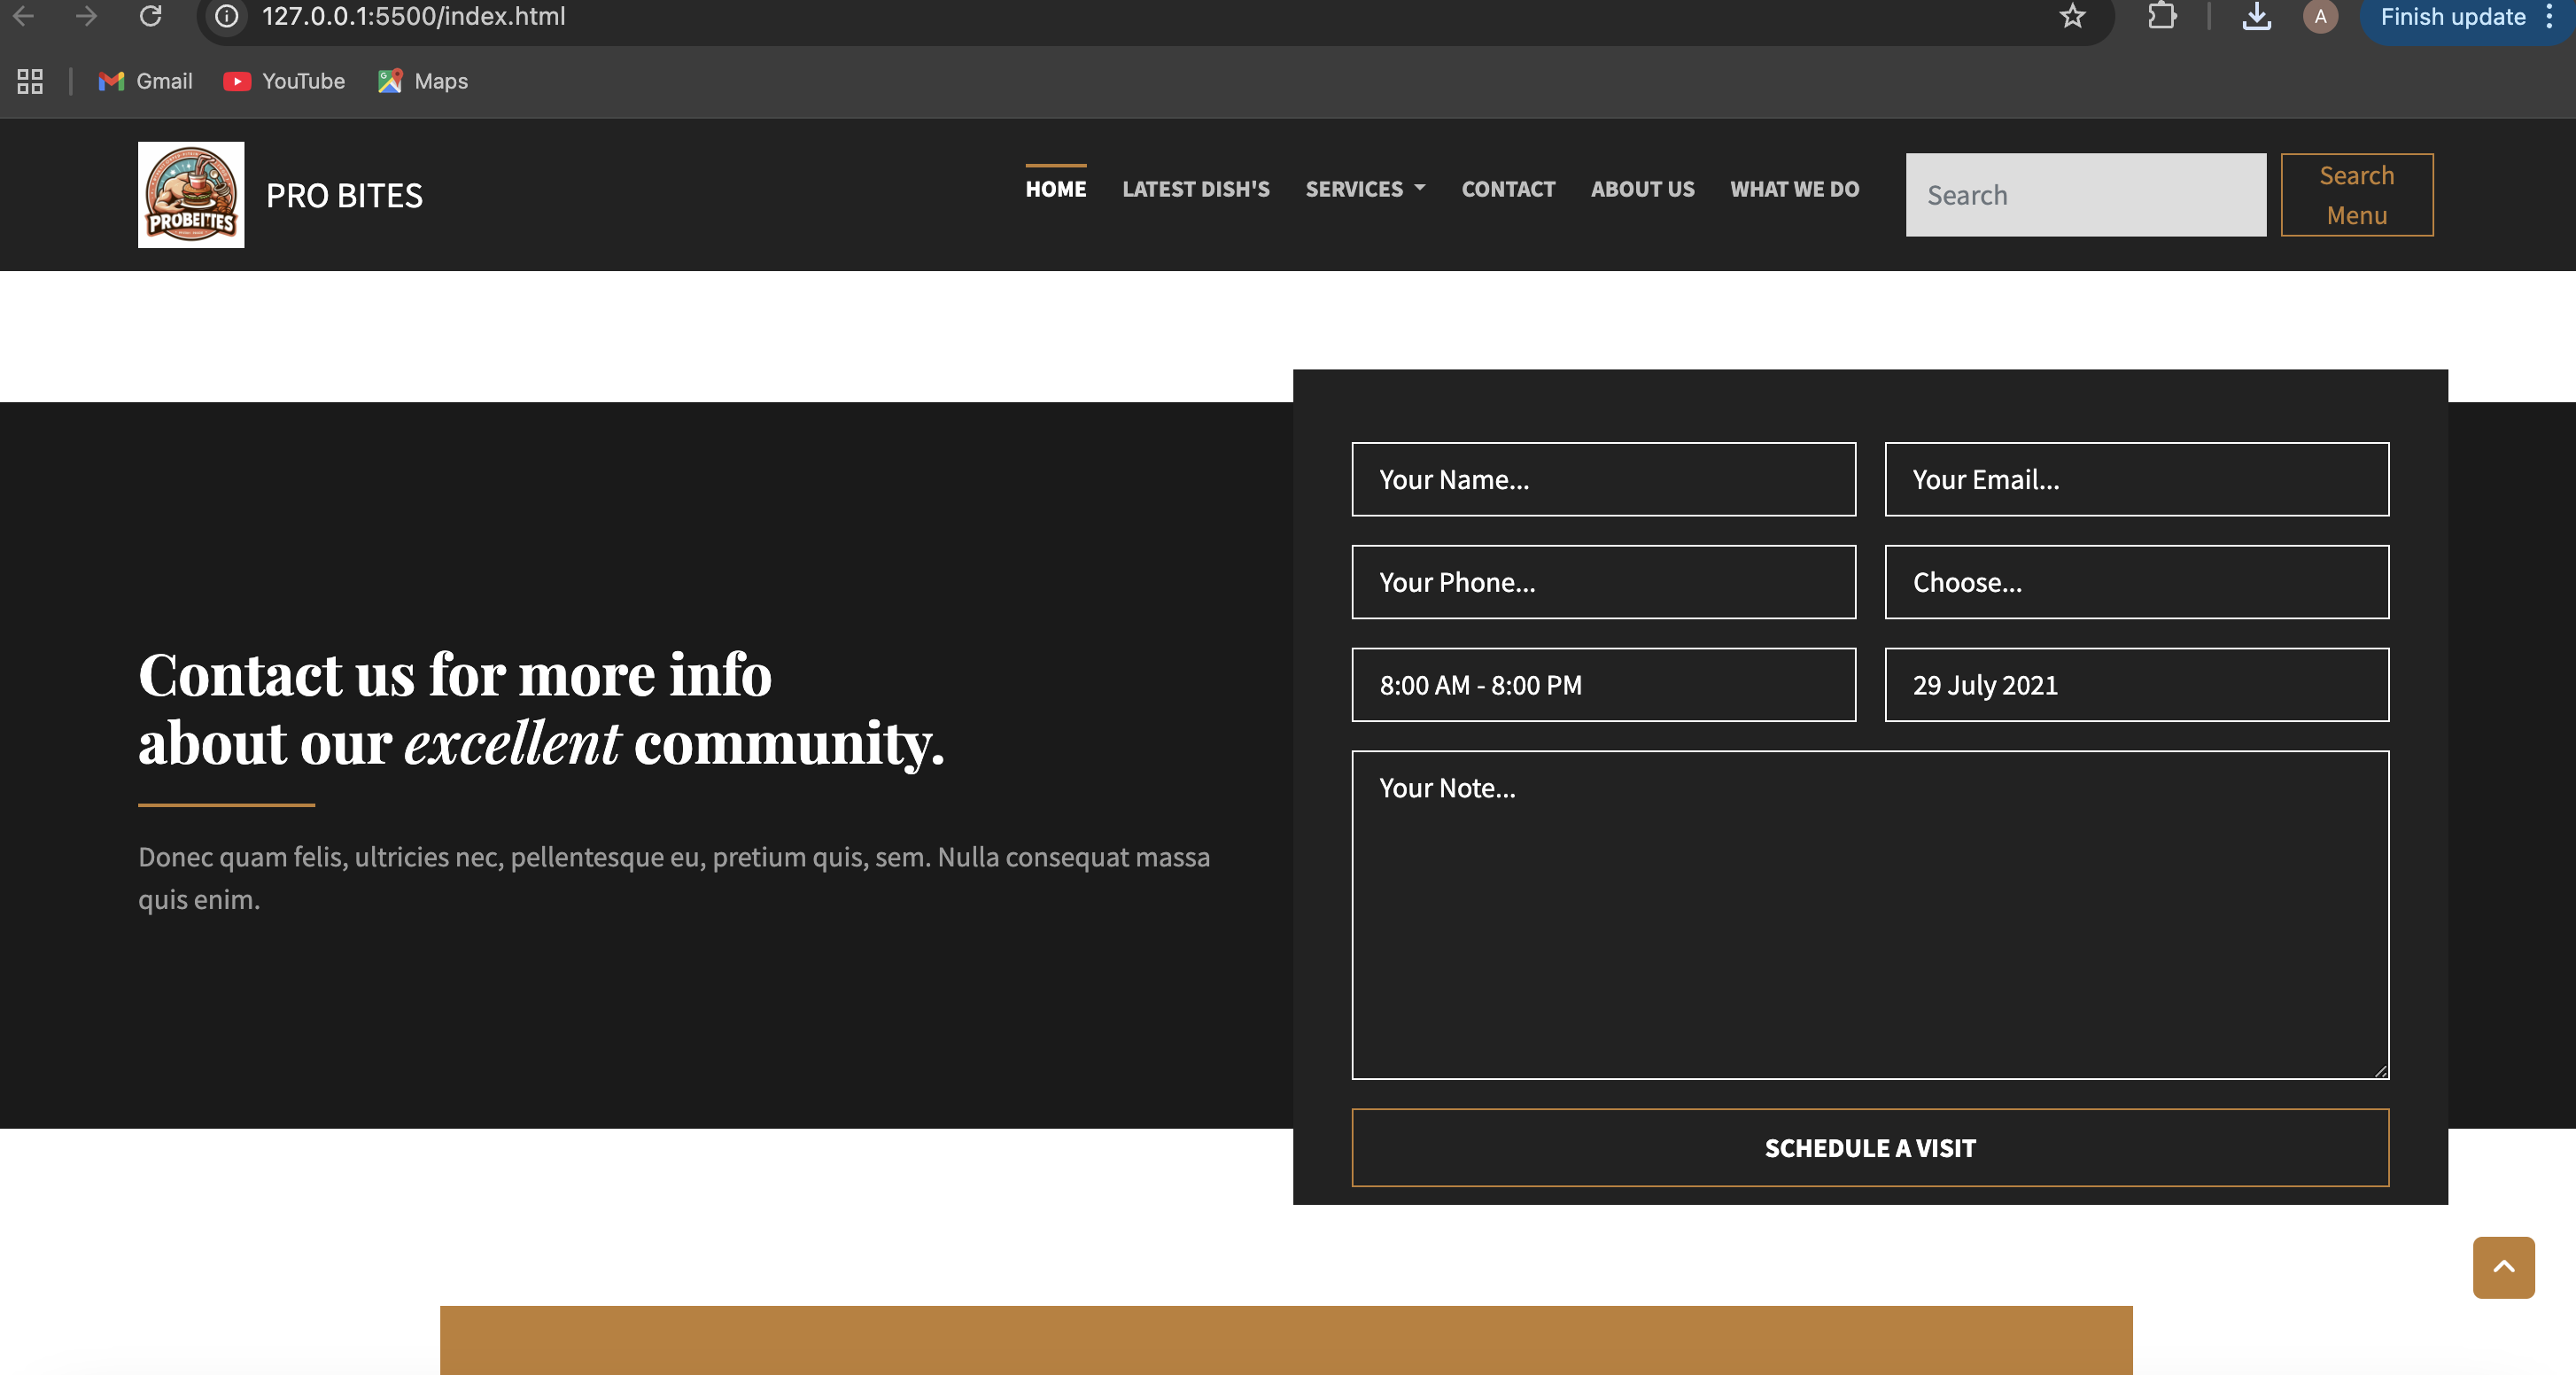 127.0.0.1:5500/index.html
A
Finish update
Gmail
YouTube
Maps
PROBEITTES
PRO BITES
HOME
LATEST DISH'S
SERVICES
CONTACT
ABOUT US
WHAT WE DO
Search
Search
Menu
Your Name...
Your Email...
Your Phone...
Choose...
8:00 AM - 8:00 PM
29 July 2021
Contact us for more info
about our excellent community.
Donec quam felis, ultricies nec, pellentesque eu, pretium quis, sem. Nulla consequat massa
quis enim.
Your Note...
SCHEDULE A VISIT